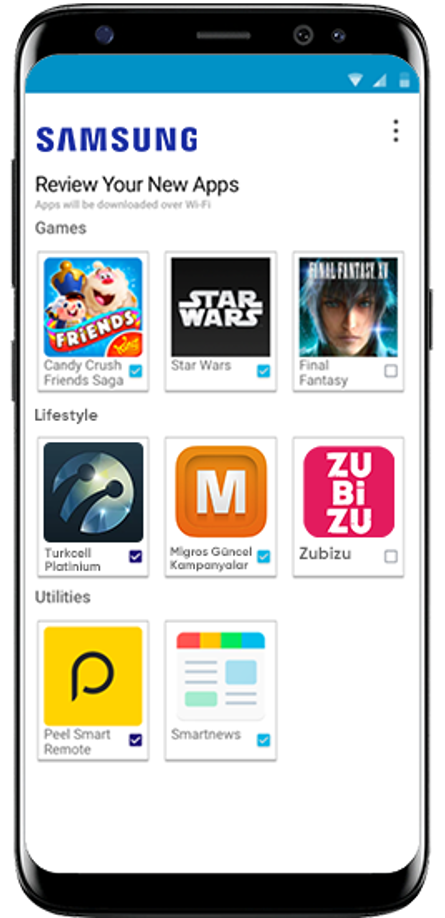 SAMSUNG
Review Your New Apps
Apps will be downloaded over Wi-Fi
Games
FRIENDS
King
STAR
WARS
FINAL FANTASY XV
Candy Crush
Friends Saga
Star Wars
Final
Fantasy
Lifestyle
M
ZU
Bi
ZU
Turkcell
Platinium
Migros Güncel
Kampanyalar
Zubizu
Utilities
Peel Smart
Remote
Smartnews